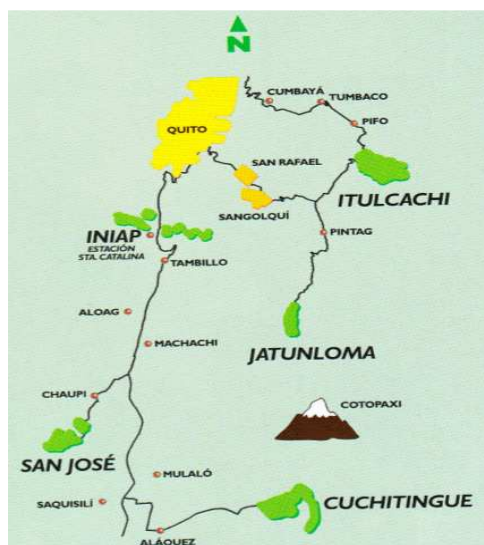 N
CUMBAYÁ
TUMBACO
PIFO
QUITO
SAN RAFAEL
ITULCACHI
SANGOLQUÍ
INIAP
ESTACIÓN
STA. CATALINA
PINTAG
TAMBILLO
ALOAG
MACHACHI
JATUNLOMA
CHAUPI
COTOPAXI
SAN JOSÉ
MULALÓ
SAQUISILÍ
CUCHITINGUE
ALÁQUEZ